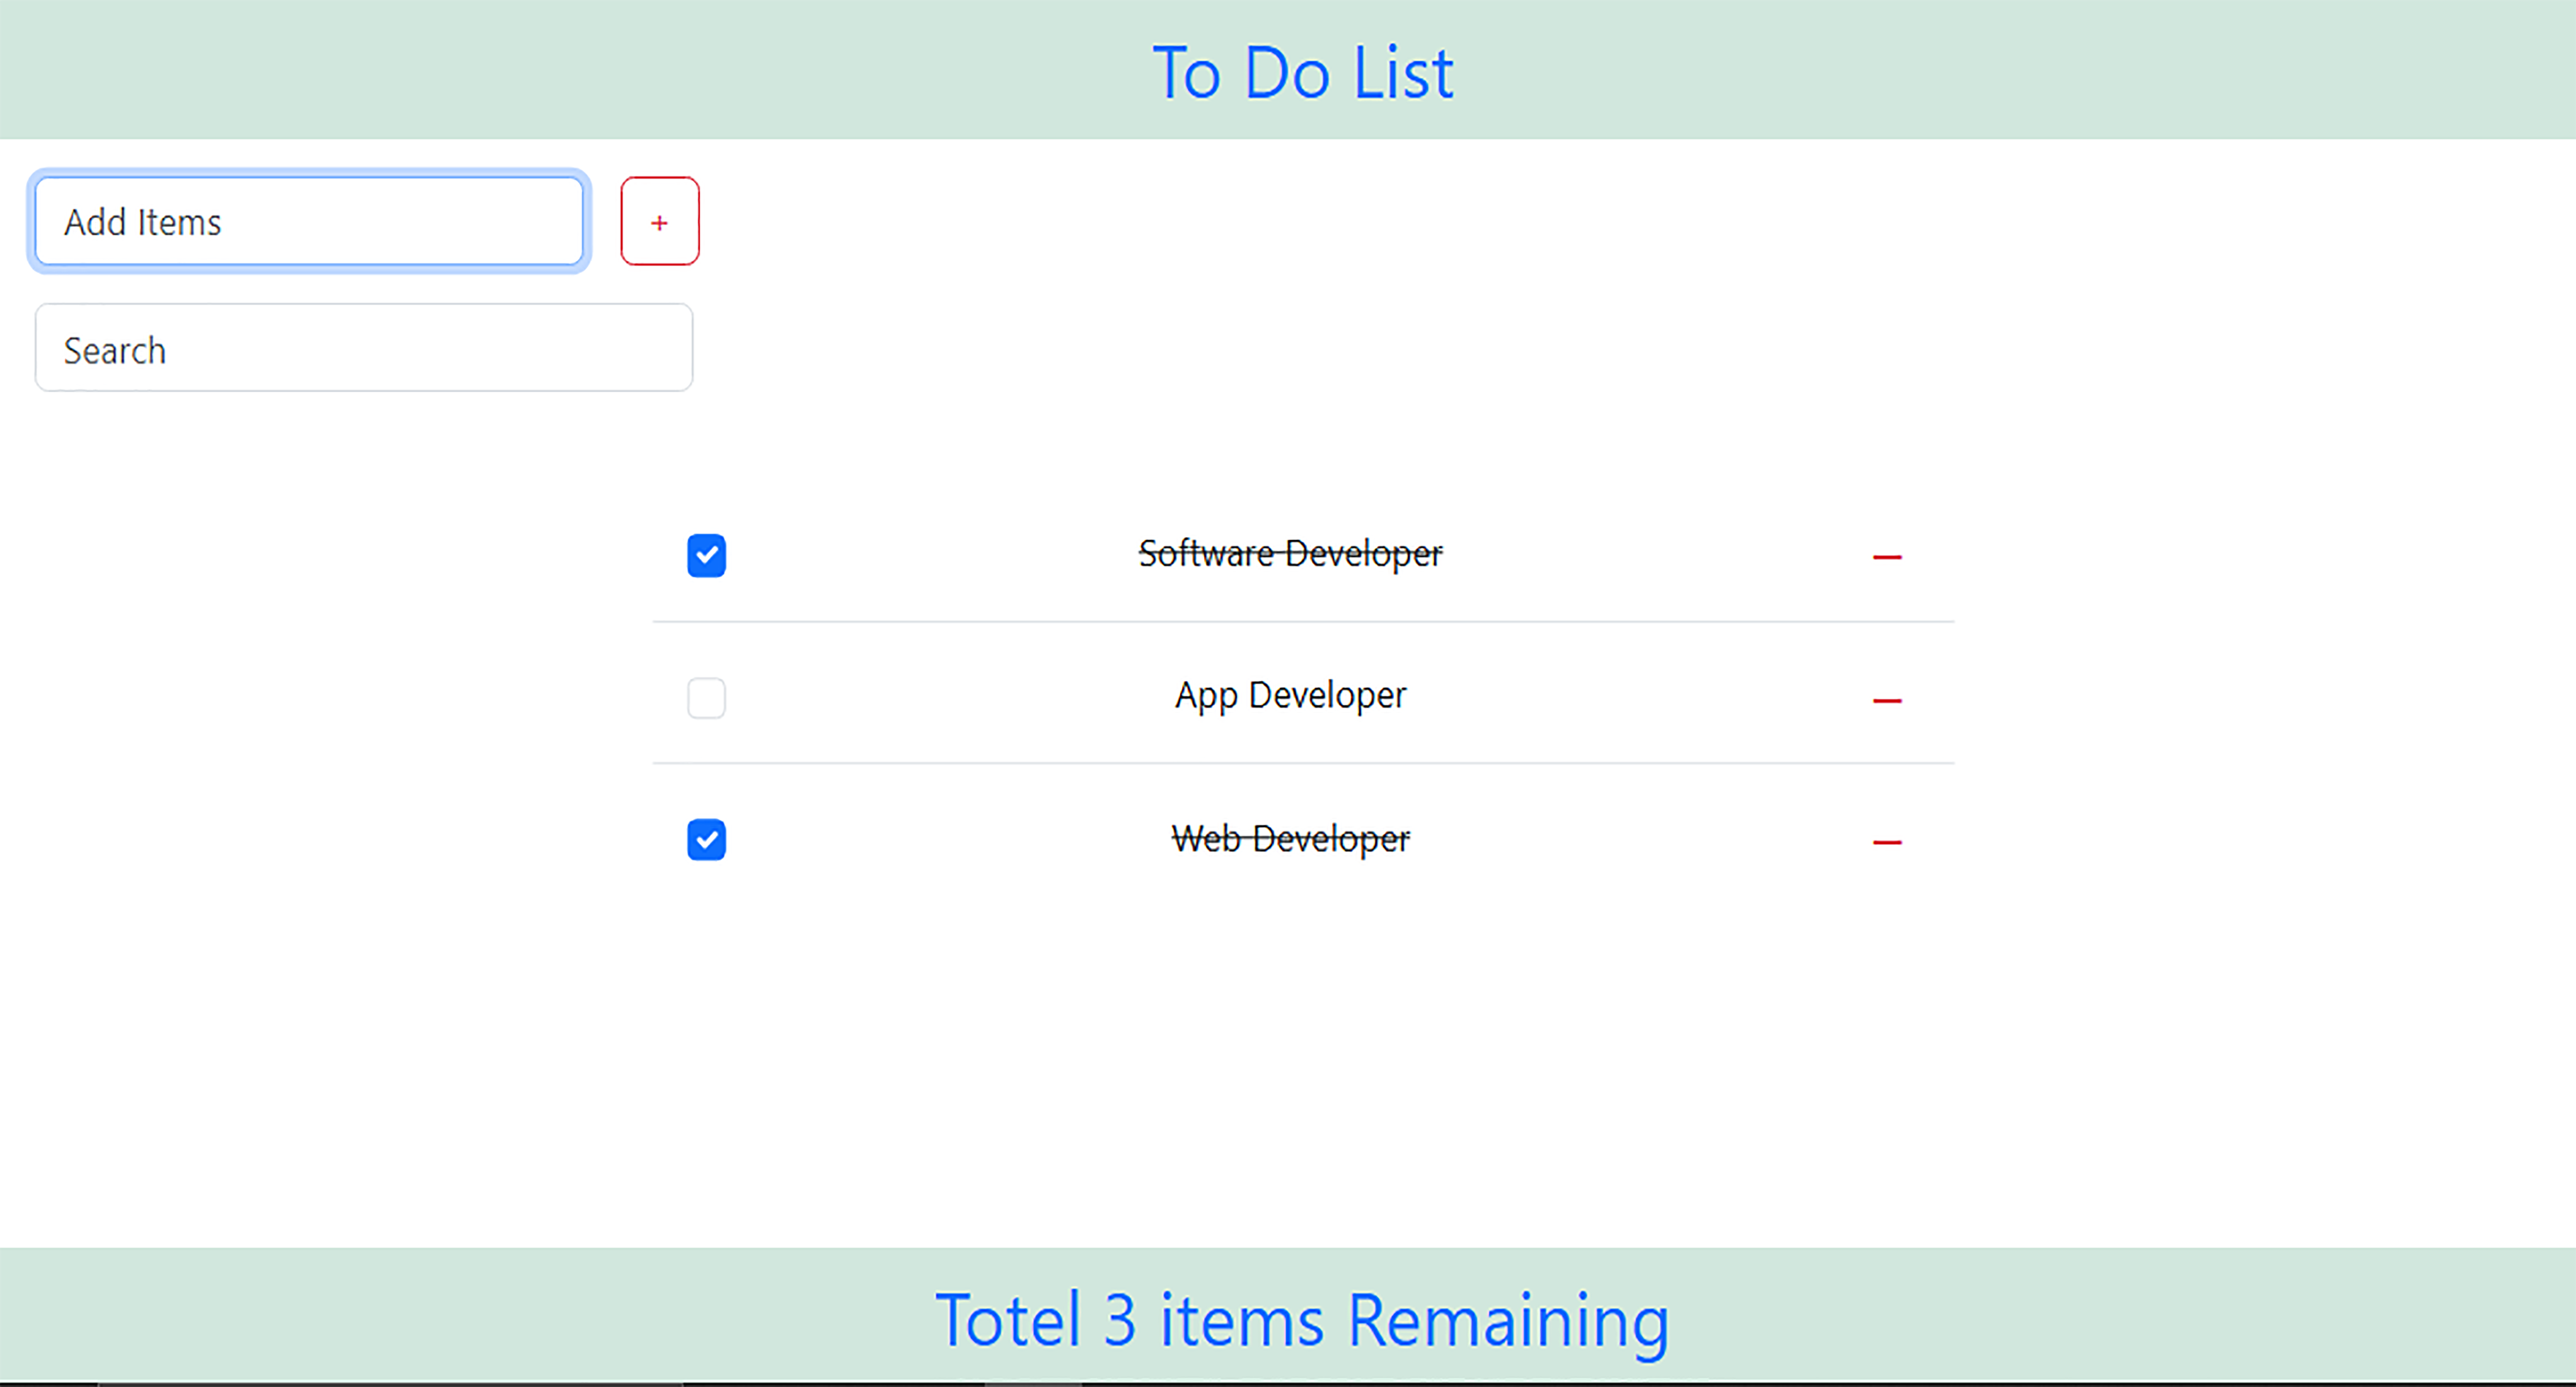 To Do List
Add Items
+
Search
Software Developer
App Developer
Web Developer
Totel 3 items Remaining